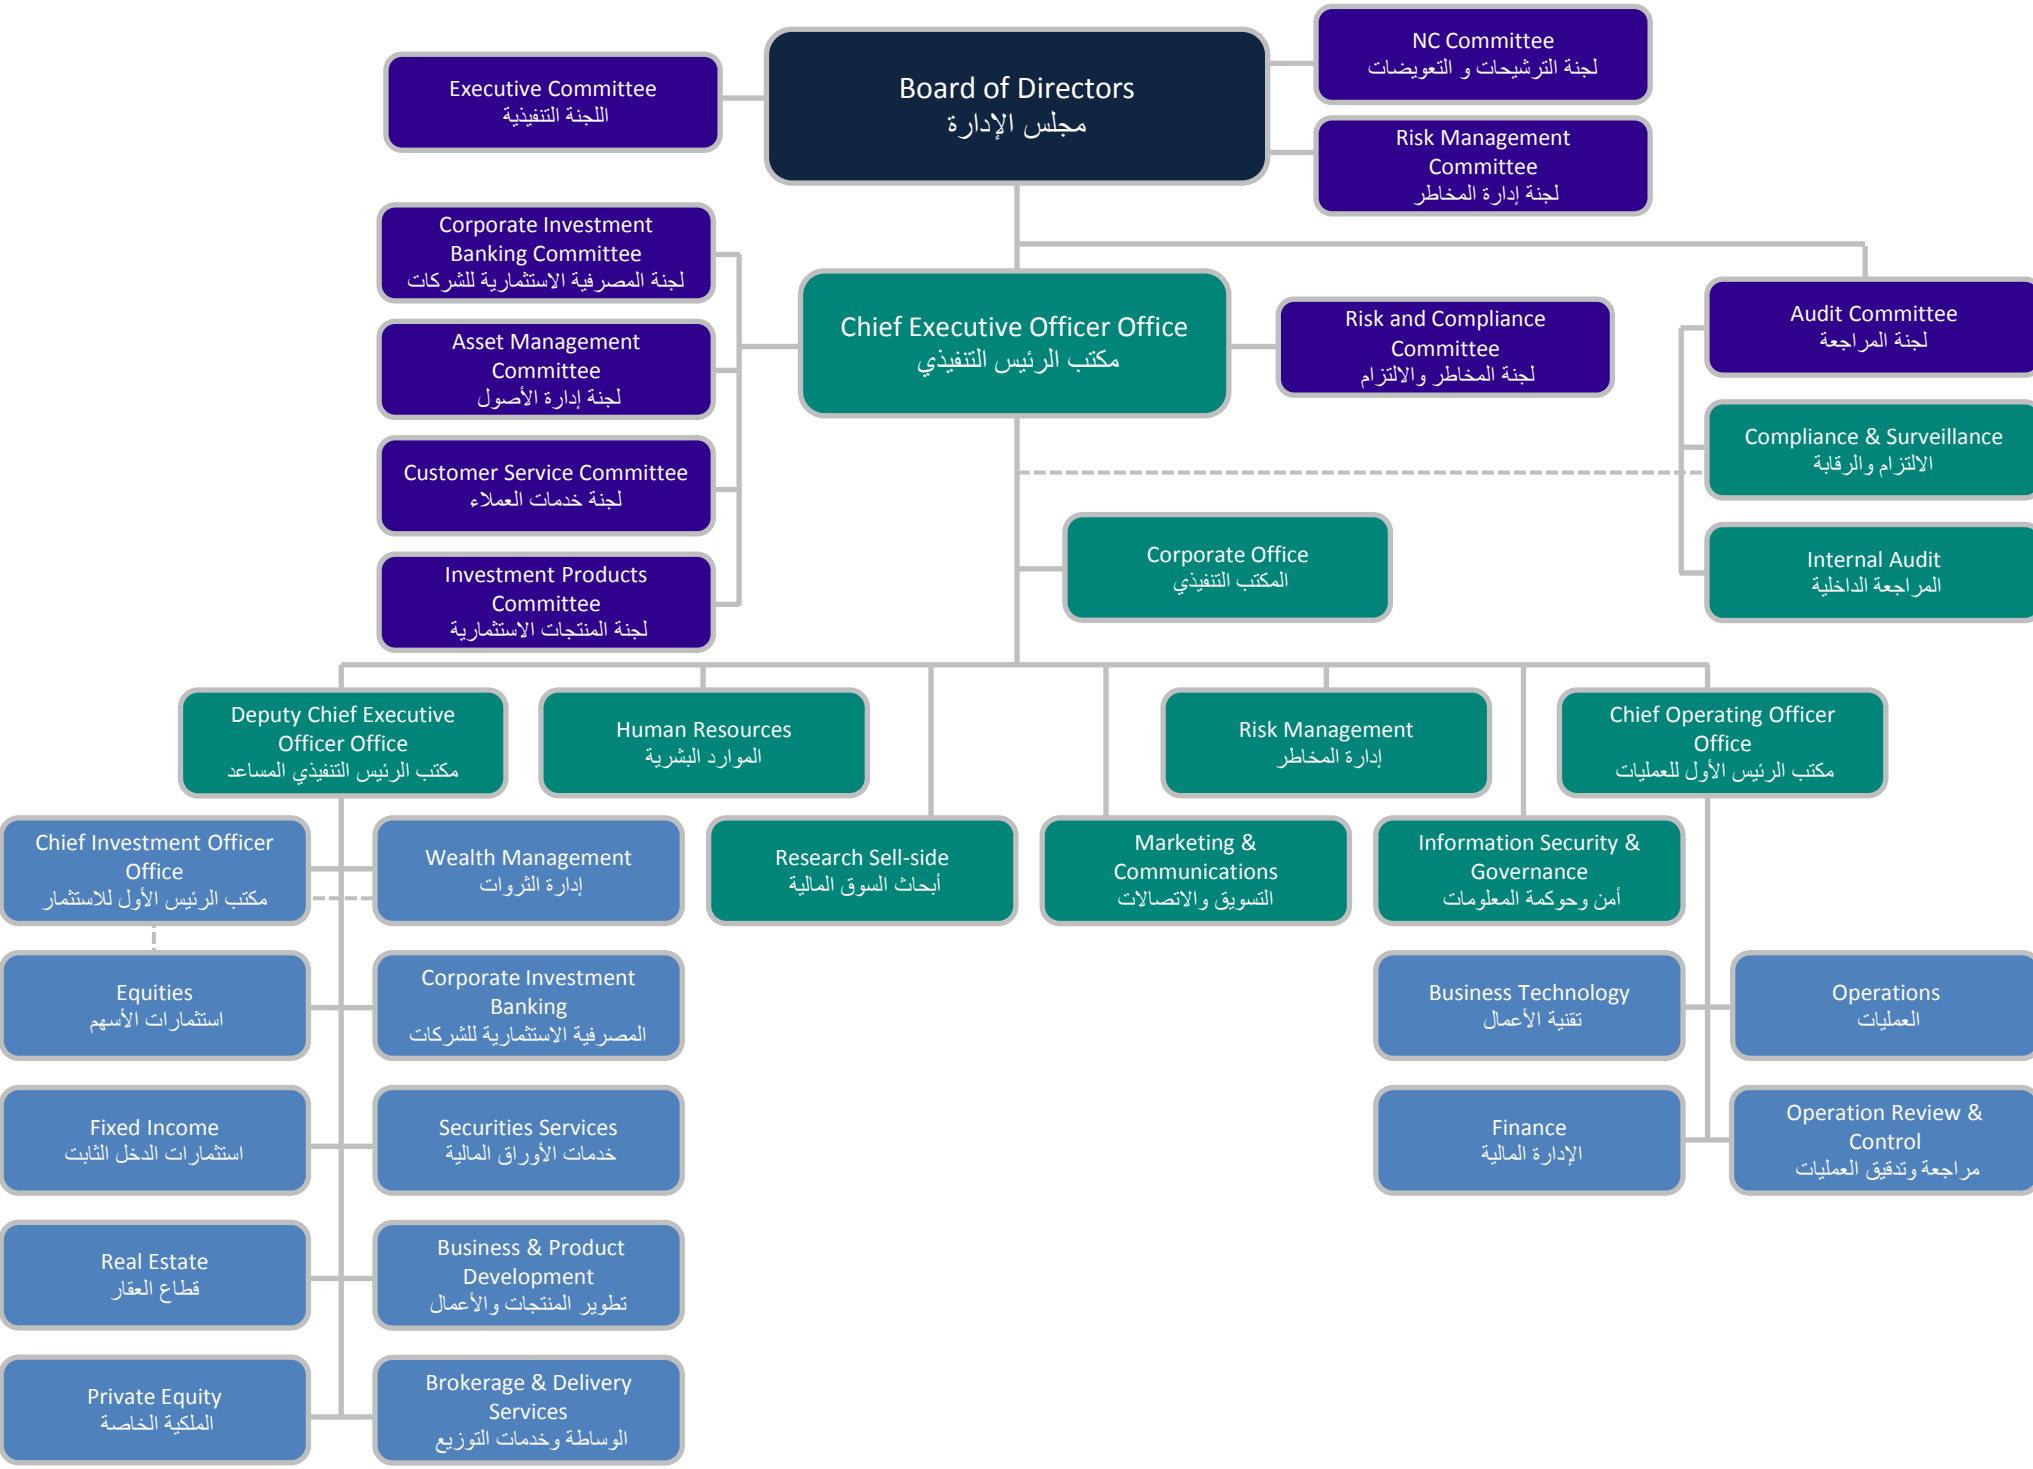 Board of Directors
مجلس الإدارة
Executive Committee
اللجنة التنفيذية
NC Committee
لجنة الترشيحات و التعويضات
Risk Management
Committee
لجنة إدارة المخاطر
Corporate Investment
Banking Committee
لجنة المصرفية الاستثمارية للشركات
Asset Management
Committee
لجنة إدارة الأصول
Customer Service Committee
لجنة خدمات العملاء
Investment Products
Committee
لجنة المنتجات الاستثمارية
Chief Executive Officer Office
مكتب الرئيس التنفيذي
Risk and Compliance
Committee
لجنة المخاطر والالتزام
Audit Committee
لجنة المراجعة
Compliance & Surveillance
الالتزام والرقابة
Internal Audit
المراجعة الداخلية
Corporate Office
المكتب التنفيذي
Deputy Chief Executive
Officer Office
مكتب الرئيس التنفيذي المساعد
Human Resources
الموارد البشرية
Risk Management
إدارة المخاطر
Chief Operating Officer
Office
مكتب الرئيس الأول للعمليات
Research Sell-side
أبحاث السوق المالية
Marketing &
Communications
التسويق والاتصالات
Information Security &
Governance
أمن وحوكمة المعلومات
Chief Investment Officer
Office
مكتب الرئيس الأول للاستثمار
Wealth Management
إدارة الثروات
Equities
استثمارات الأسهم
Corporate Investment
Banking
المصرفية الاستثمارية للشركات
Fixed Income
استثمارات الدخل الثابت
Securities Services
خدمات الأوراق المالية
Real Estate
قطاع العقار
Business & Product
Development
تطوير المنتجات والأعمال
Private Equity
الملكية الخاصة
Brokerage & Delivery
Services
الوساطة وخدمات التوزيع
Business Technology
تقنية الأعمال
Operations
العمليات
Finance
الإدارة المالية
Operation Review &
Control
مراجعة وتدقيق العمليات